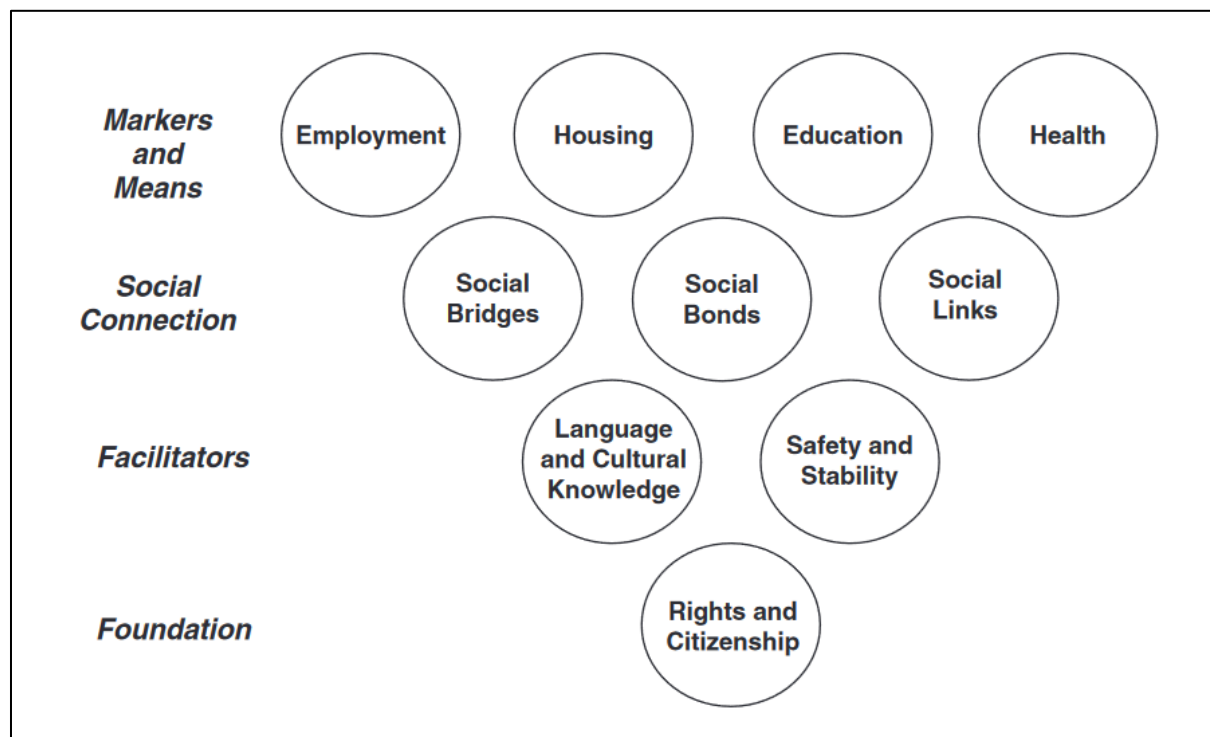 Markers
and
Means
Employment
Housing
Education
Health
Social
Connection
Social
Bridges
Social
Bonds
Social
Links
Facilitators
Language
and Cultural
Knowledge
Safety and
Stability
Foundation
Rights and
Citizenship